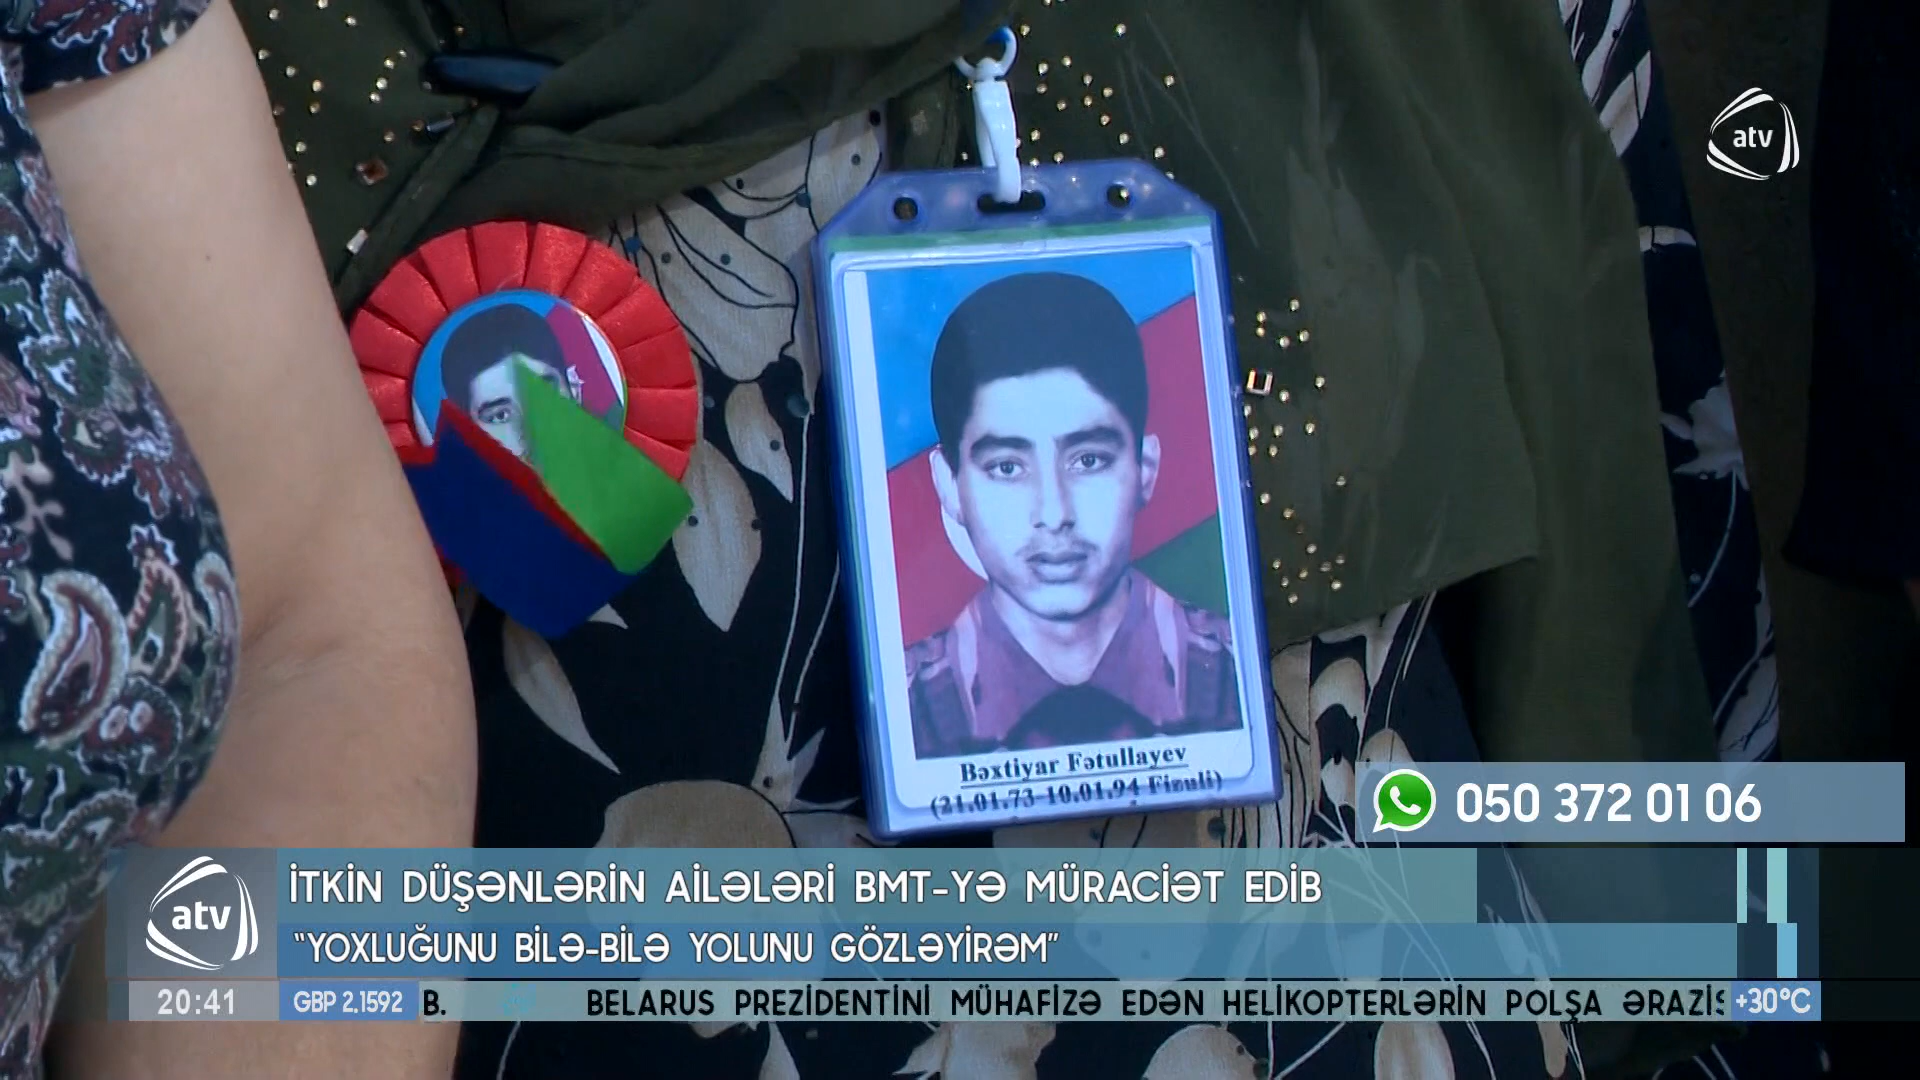 atv
Bəxtiyar Fətullayev
(21.01.73-10.01.94 Fizuli)
050 372 01 06
atv
İTKİN DÜŞƏNLƏRİN AİLƏLƏRİ BMT-YƏ MÜRACİƏT EDİB
"YOXLUĞUNU BİLƏ-BİLƏ YOLUNU GÖZLƏYİRƏM"
20:41 GBP 2.1592 B. BELARUS PREZİDENTİNİ MÜHAFİZƏ EDƏN HELİKOPTERLƏRİN POLŞA ƏRAZİS +30°C